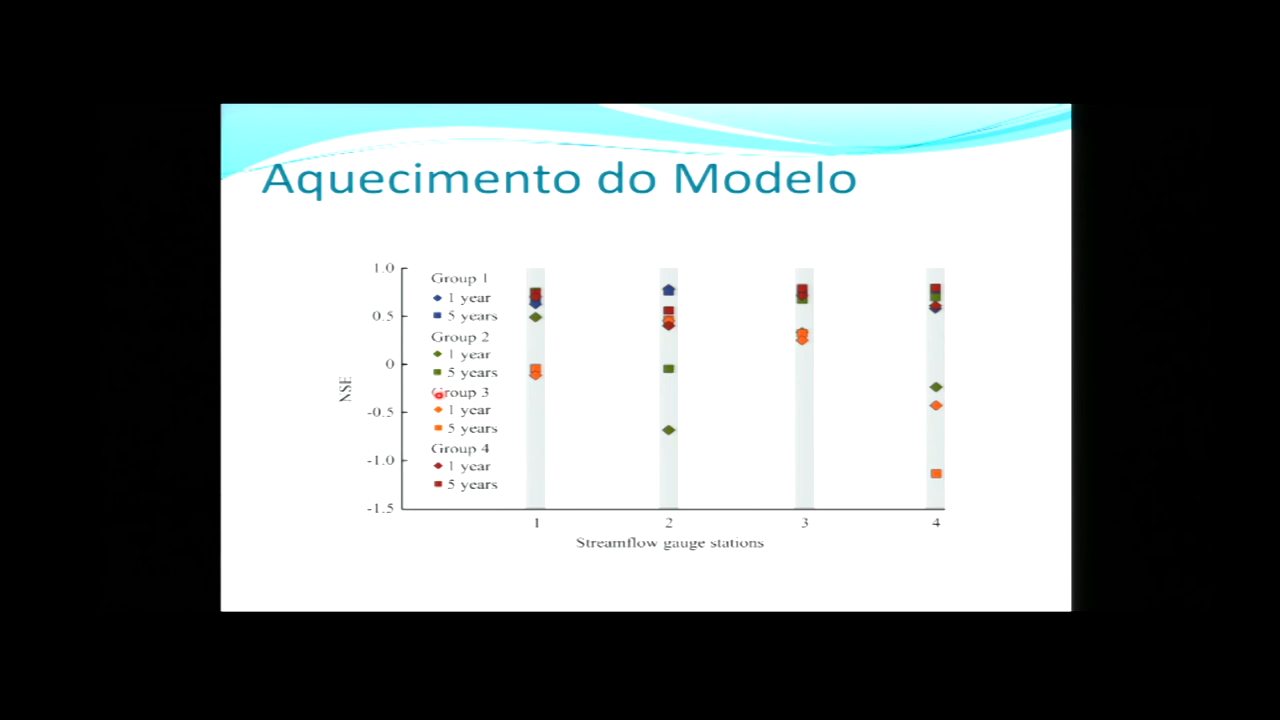 Aquecimento do Modelo
1.0
0.5
0
-0.5
-1.0
-1.5
NSE
Group 1
1 year
5 years
Group 2
1 year
5 years
Group 3
1 year
5 years
Group 4
1 year
5 years
1 2 3 4
Streamflow gauge stations